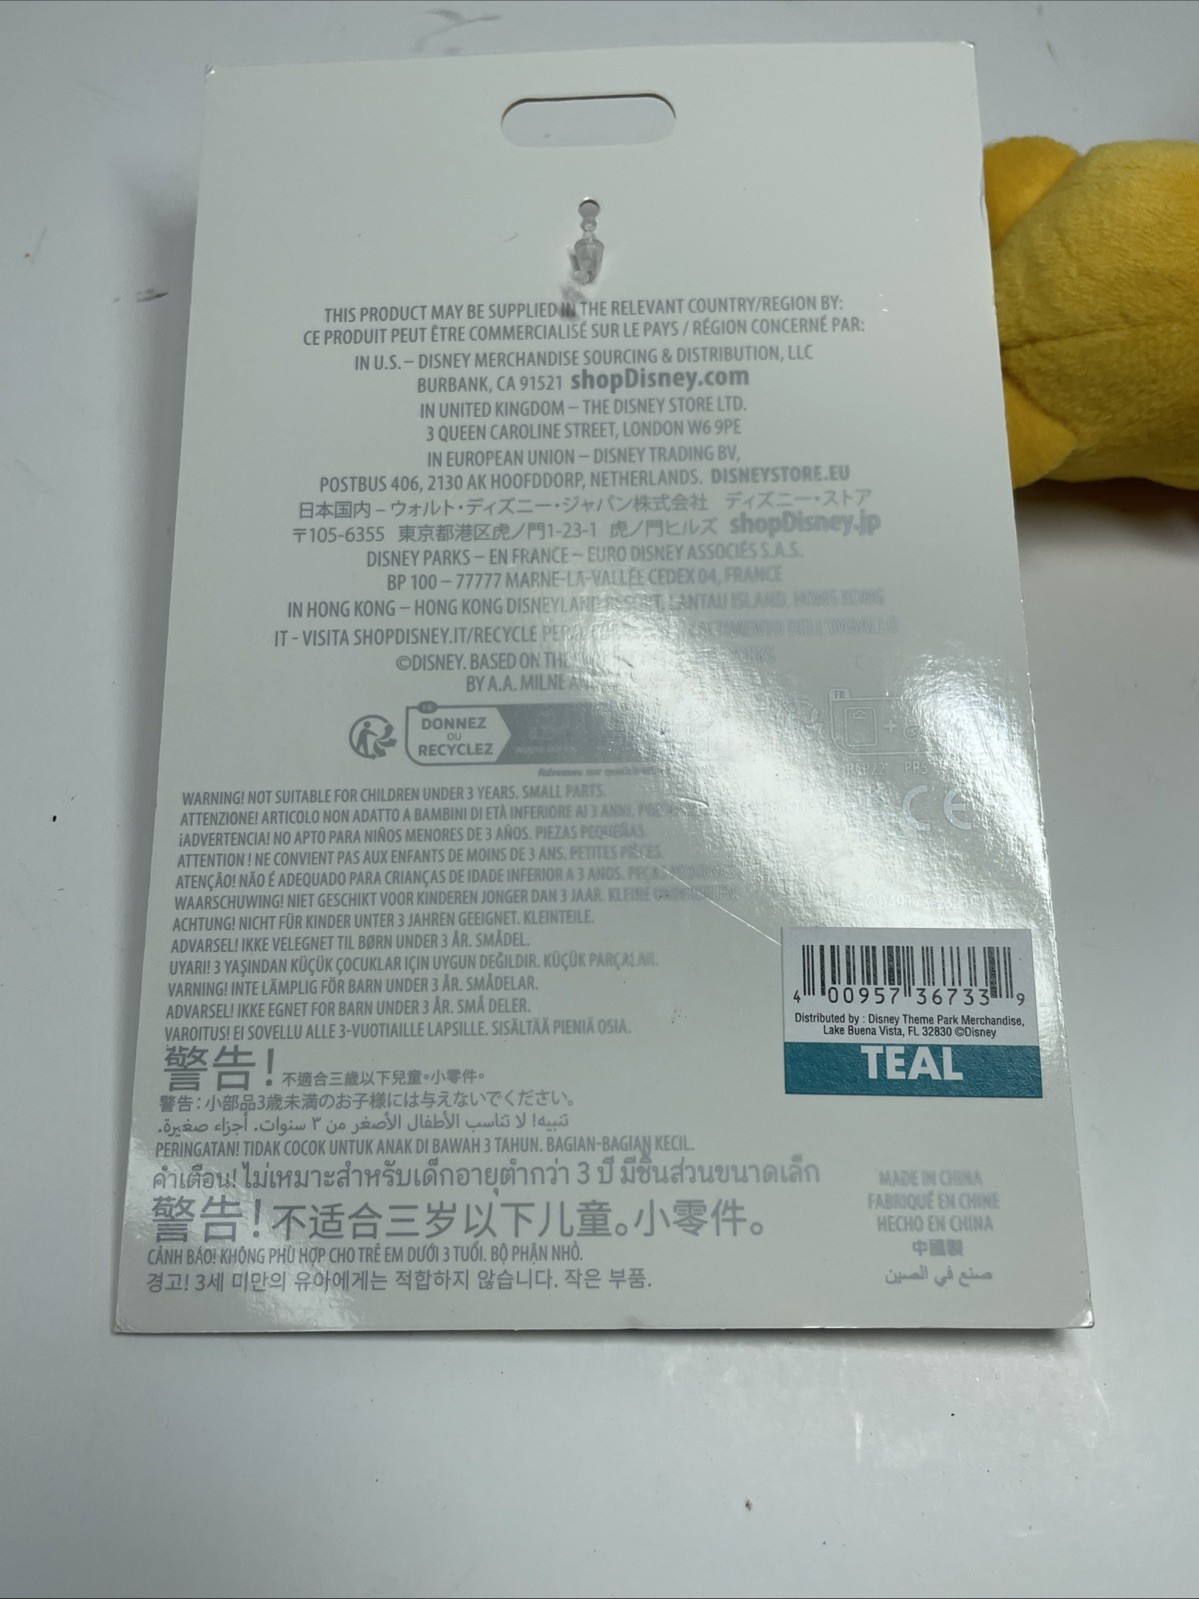 THIS PRODUCT MAY BE SUPPLIED IN THE RELEVANT COUNTRY/REGION BY:
CE PRODUIT PEUT ÊTRE COMMERCIALISÉ SUR LE PAYS / RÉGION CONCERNÉ PAR:
IN U.S. – DISNEY MERCHANDISE SOURCING & DISTRIBUTION, LLC
BURBANK, CA 91521 shopDisney.com
IN UNITED KINGDOM – THE DISNEY STORE LTD.
3 QUEEN CAROLINE STREET, LONDON W6 9PE
IN EUROPEAN UNION – DISNEY TRADING BV,
POSTBUS 406, 2130 AK HOOFDDORP, NETHERLANDS. DISNEYSTORE.EU
日本国内 – ウォルト・ディズニー・ジャパン株式会社 ディズニー・ストア
〒105-6355 東京都港区虎ノ門1-23-1 虎ノ門ヒルズ shopDisney.jp
DISNEY PARKS – EN FRANCE – EURO DISNEY ASSOCIÉS S.A.S.
BP 100 – 77777 MARNE-LA-VALLÉE CEDEX 04, FRANCE
IN HONG KONG – HONG KONG DISNEYLAND RESORT, LANTAU ISLAND, HONG KONG
IT - VISITA SHOPDISNEY.IT/RECYCLE PER
©DISNEY. BASED ON THE
BY A.A. MILNE
FR
DONNEZ
DU
RECYCLEZ
FR
CE
WARNING! NOT SUITABLE FOR CHILDREN UNDER 3 YEARS. SMALL PARTS.
ATTENZIONE! ARTICOLO NON ADATTO A BAMBINI DI ETÀ INFERIORE AI 3 ANNI.
¡ADVERTENCIA! NO APTO PARA NIÑOS MENORES DE 3 AÑOS. PIEZAS PEQUEÑAS.
ATTENTION ! NE CONVIENT PAS AUX ENFANTS DE MOINS DE 3 ANS. PETITES PIÈCES.
ATENÇÃO! NÃO É ADEQUADO PARA CRIANÇAS DE IDADE INFERIOR A 3 ANOS. PEÇAS
WAARSCHUWING! NIET GESCHIKT VOOR KINDEREN JONGER DAN 3 JAAR. KLEINE
ACHTUNG! NICHT FÜR KINDER UNTER 3 JAHREN GEEIGNET. KLEINTEILE.
ADVARSEL! IKKE VELEGNET TIL BØRN UNDER 3 ÅR. SMÅDEL.
UYARI! 3 YAŞINDAN KÜÇÜK ÇOCUKLAR IÇIN UYGUN DEĞILDIR. KÜÇÜK PARÇALAR.
VARNING! INTE LÄMPLIG FÖR BARN UNDER 3 ÅR. SMÅDELAR.
ADVARSEL! IKKE EGNET FOR BARN UNDER 3 ÅR. SMÅ DELER.
VAROITUS! EI SOVELLU ALLE 3-VUOTIAILLE LAPSILLE. SISÄLTÄÄ PIENIÄ OSIA.
警告！不適合三歲以下兒童。小零件。
警告：小部品3歳未満のお子様には与えないでください。
تنبيه! لا تناسب الأطفال الأصغر من ٣ سنوات. أجزاء صغيرة.
PERINGATAN! TIDAK COCOK UNTUK ANAK DI BAWAH 3 TAHUN. BAGIAN-BAGIAN KECIL.
คำเตือน! ไม่เหมาะสำหรับเด็กอายุต่ำกว่า 3 ปี มีชิ้นส่วนขนาดเล็ก
警告！不适合三岁以下儿童。小零件。
CẢNH BÁO! KHÔNG PHÙ HỢP CHO TRẺ EM DƯỚI 3 TUỔI. BỘ PHẬN NHỎ.
경고! 3세 미만의 유아에게는 적합하지 않습니다. 작은 부품.
4 00957 36733 9
Distributed by : Disney Theme Park Merchandise,
Lake Buena Vista, FL 32830 ©Disney
TEAL
MADE IN CHINA
FABRIQUÉ EN CHINE
HECHO EN CHINA
中國製
صنع في الصين